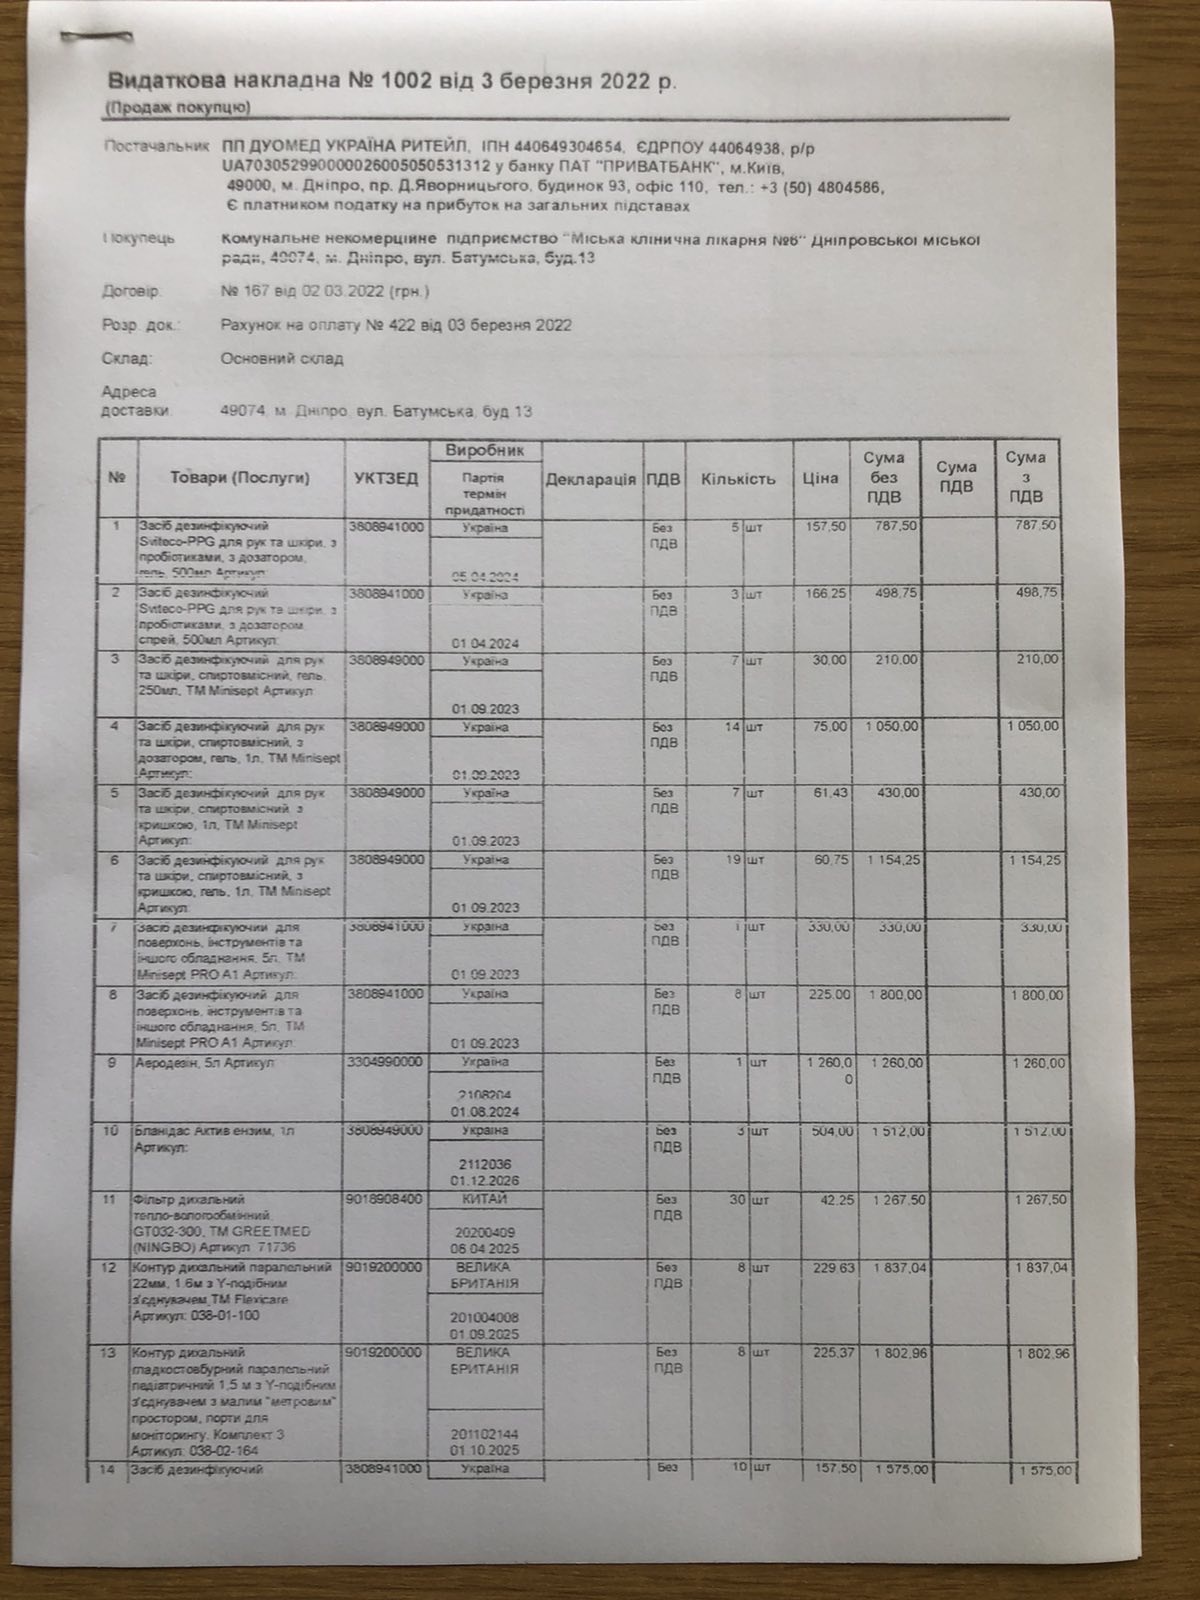 Видаткова накладна № 1002 від 3 березня 2022 р.
(Продаж покупцю)
Постачальник ПП ДУОМЕД УКРАЇНА РИТЕЙЛ, ІПН 440649304654, ЄДРПОУ 44064938, р/р
UA703052990000026005050531312 у банку ПАТ "ПРИВАТБАНК", м.Київ,
49000, м. Дніпро, пр. Д.Яворницьгого, будинок 93, офіс 110, тел.: +3 (50) 4804586,
Є платником податку на прибуток на загальних підставах
Покупець Комунальне некомерційне підприємство "Міська клінична лікарня №6" Дніпровської міської
ради, 49074, м. Дніпро, вул. Батумська, буд.13
Договір: № 167 від 02.03.2022 (грн.)
Розр. док.: Рахунок на оплату № 422 від 03 березня 2022
Склад: Основний склад
Адреса
доставки: 49074, м. Дніпро, вул. Батумська, буд 13
№ Товари (Послуги) УКТЗЕД Виробник Декларація ПДВ Кількість Ціна Сума без ПДВ Сума ПДВ Сума з ПДВ
Партія термін придатності
1 Засіб дезинфікуючий 3808941000 Україна Без 5 шт 157,50 787,50 787,50
Sviteco-PPG для рук та шкіри, з ПДВ
пробіотиками, з дозатором,
гель, 500мл Артикул: 05.04.2024
2 Засіб дезинфікуючий 3808941000 Україна Без 3 шт 166,25 498,75 498,75
Sviteco-PPG для рук та шкіри, з ПДВ
пробіотиками, з дозатором
спрей, 500мл Артикул: 01.04.2024
3 Засіб дезинфікуючий для рук 3808949000 Україна Без 7 шт 30,00 210,00 210,00
та шкіри, спиртовмісний, гель, ПДВ
250мл, ТМ Minisept Артикул:
01.09.2023
4 Засіб дезинфікуючий для рук 3808949000 Україна Без 14 шт 75,00 1 050,00 1 050,00
та шкіри, спиртовмісний, з ПДВ
дозатором, гель, 1л, ТМ Minisept
Артикул: 01.09.2023
5 Засіб дезинфікуючий для рук 3808949000 Україна Без 7 шт 61,43 430,00 430,00
та шкіри, спиртовмісний, з ПДВ
кришкою, 1л, ТМ Minisept
Артикул: 01.09.2023
6 Засіб дезинфікуючий для рук 3808949000 Україна Без 19 шт 60,75 1 154,25 1 154,25
та шкіри, спиртовмісний, з ПДВ
кришкою, гель, 1л, ТМ Minisept
Артикул: 01.09.2023
7 Засіб дезинфікуючий для 3808941000 Україна Без 1 шт 330,00 330,00 330,00
поверхонь, інструментів та ПДВ
іншого обладнання, 5л, ТМ
Minisept PRO A1 Артикул: 01.09.2023
8 Засіб дезинфікуючий для 3808941000 Україна Без 8 шт 225,00 1 800,00 1 800,00
поверхонь, інструментів та ПДВ
іншого обладнання, 5л, ТМ
Minisept PRO A1 Артикул: 01.09.2023
9 Аеродезін, 5л Артикул: 3304990000 Україна Без 1 шт 1 260,0 1 260,00 1 260,00
ПДВ 0
2108204
01.08.2024
10 Бланідас Актив ензим, 1л 3808949000 Україна Без 3 шт 504,00 1 512,00 1 512,00
Артикул: ПДВ
2112036
01.12.2026
11 Фільтр дихальний 9018908400 КИТАЙ Без 30 шт 42,25 1 267,50 1 267,50
тепло-вологообмінний ПДВ
GT032-300, ТМ GREETMED 20200409
(NINGBO) Артикул: 71736 08.04.2025
12 Контур дихальний паралельний 9019200000 ВЕЛИКА Без 8 шт 229,63 1 837,04 1 837,04
22мм, 1.6м з Y-подібним БРИТАНІЯ ПДВ
з'єднувачем,ТМ Flexicare
Артикул: 038-01-100 201004008
01.09.2025
13 Контур дихальний 9019200000 ВЕЛИКА Без 8 шт 225,37 1 802,96 1 802,96
гладкостовбурний паралельний БРИТАНІЯ ПДВ
педіатричний 1,5 м з Y-подібним
з'єднувачем з малим "метровим"
простором, порти для
моніторингу. Комплект 3 201102144
Артикул: 038-02-164 01.10.2025
14 Засіб дезинфікуючий 3808941000 Україна Без 10 шт 157,50 1 575,00 1 575,00